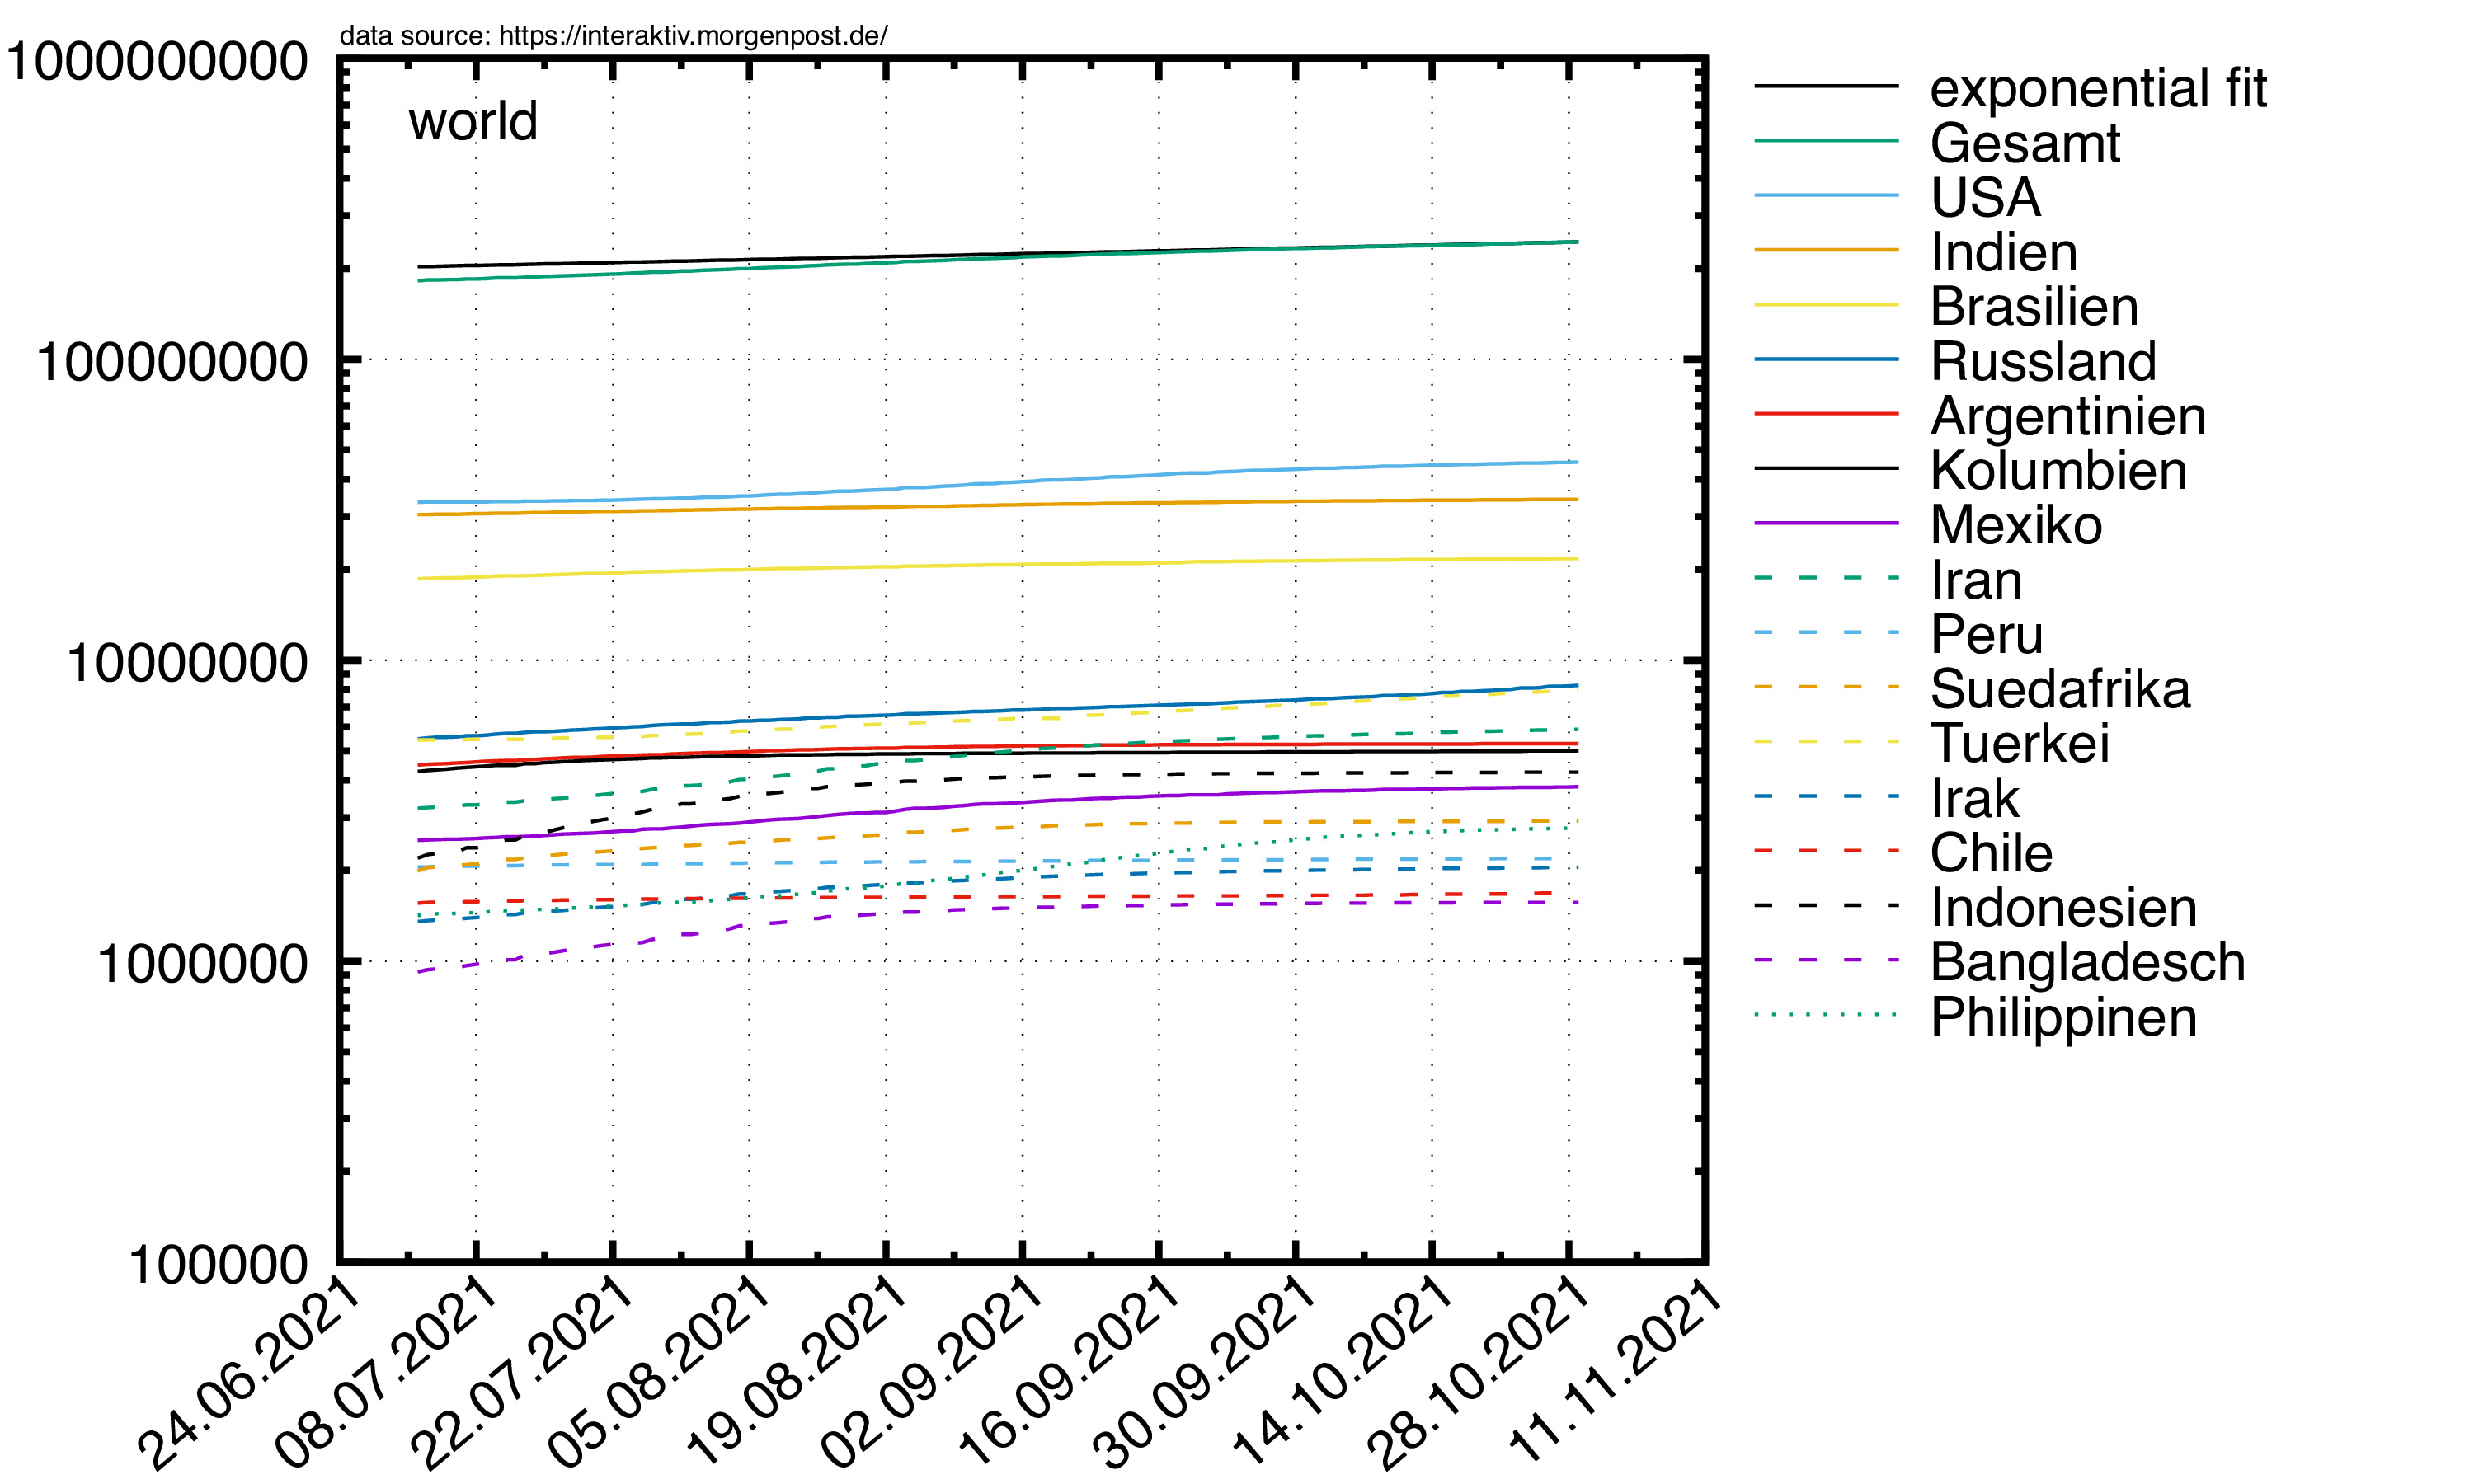 data source: https://interaktiv.morgenpost.de/
1000000000
world
100000000
10000000
1000000
100000
24.06.2021
08.07.2021
22.07.2021
05.08.2021
19.08.2021
02.09.2021
16.09.2021
30.09.2021
14.10.2021
28.10.2021
11.11.2021
exponential fit
Gesamt
USA
Indien
Brasilien
Russland
Argentinien
Kolumbien
Mexiko
Iran
Peru
Suedafrika
Tuerkei
Irak
Chile
Indonesien
Bangladesch
Philippinen